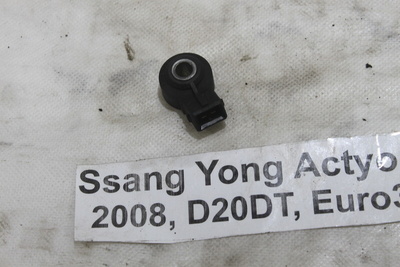 Ssang Yong Actyo
2008, D20DT, Euro3